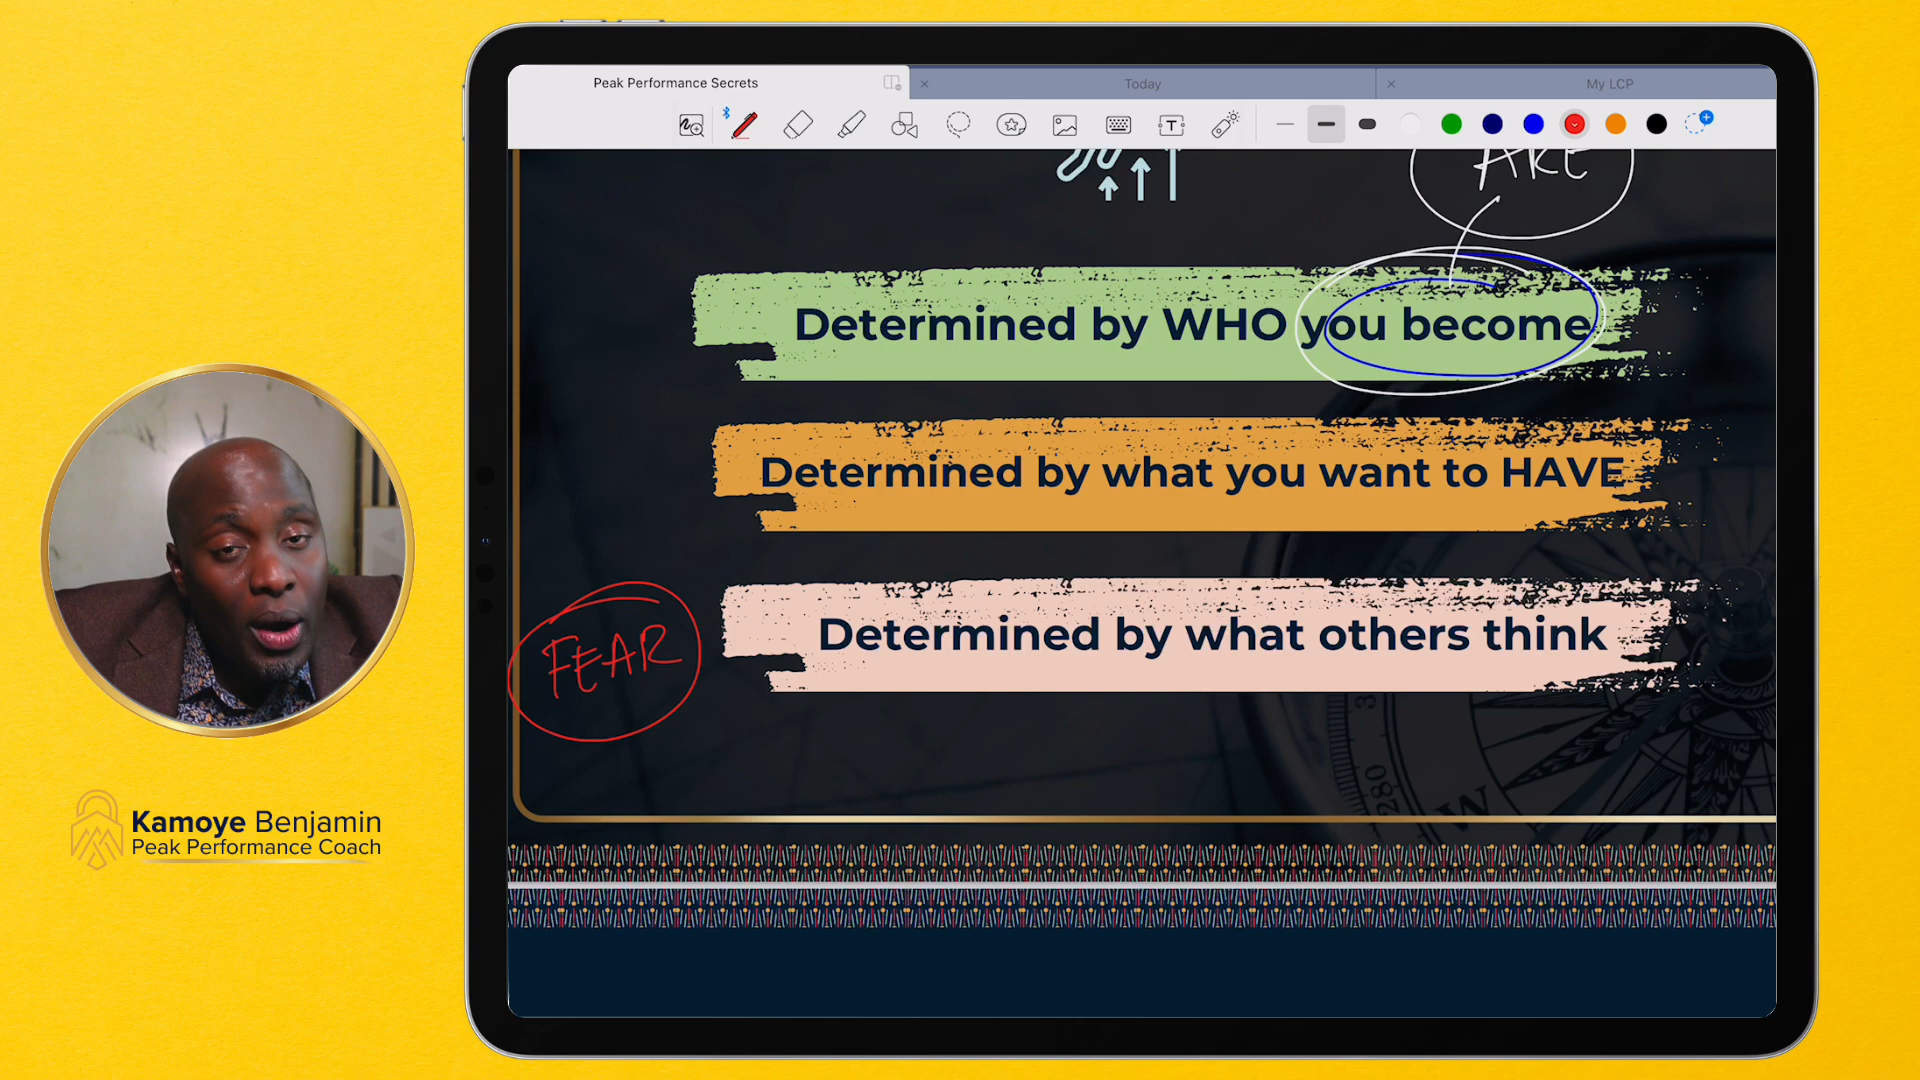 Peak Performance Secrets
Today
My LCP
ARE
Determined by WHO you become
Determined by what you want to HAVE
FEAR
Determined by what others think
280
W
Kamoye Benjamin
Peak Performance Coach